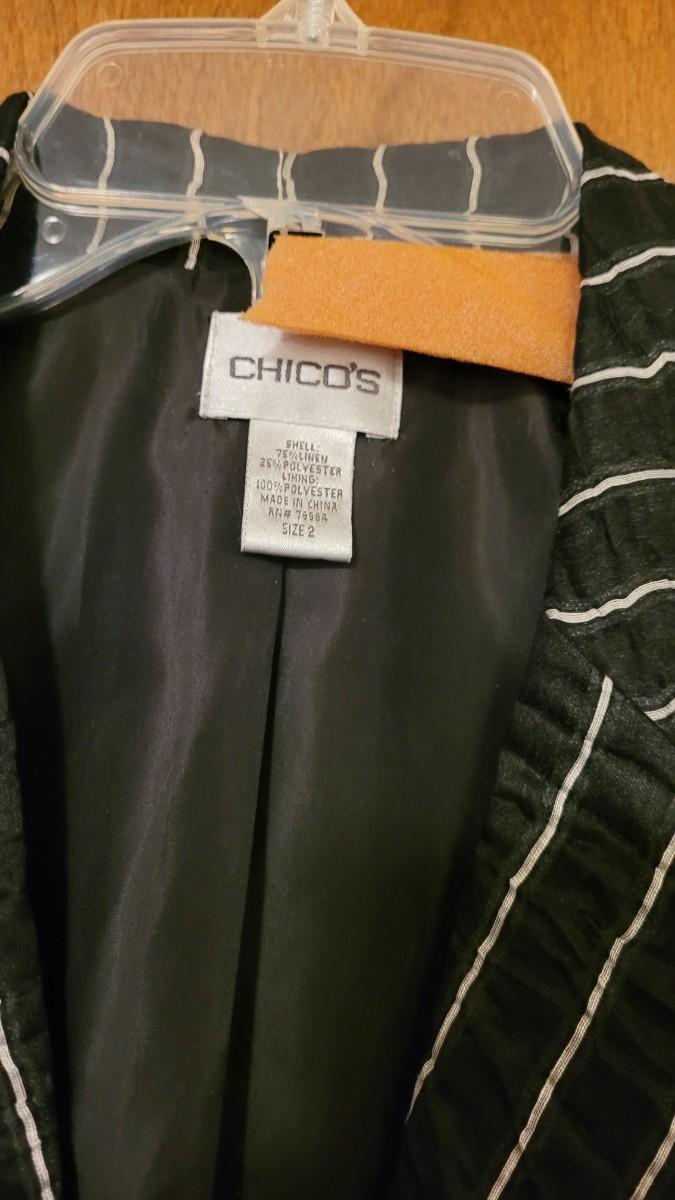 CHICO'S
SHELL:
75%LINEN
25%POLYESTER
LINING:
100%POLYESTER
MADE IN CHINA
RN# 79984
SIZE 2